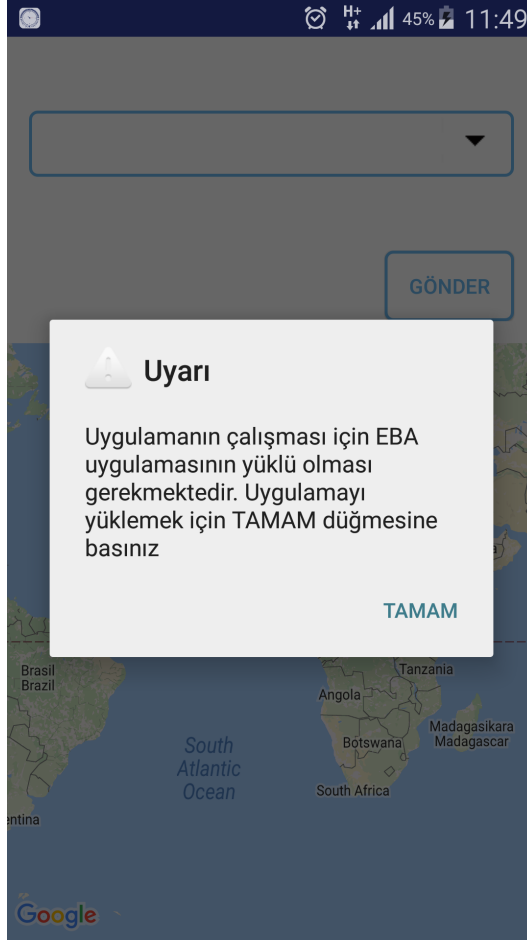 H+ 45% 11:49
GÖNDER
Uyarı
Uygulamanın çalışması için EBA
uygulamasının yüklü olması
gerekmektedir. Uygulamayı
yüklemek için TAMAM düğmesine
basınız
TAMAM
Brasil
Brazil
Tanzania
Angola
Madagasikara
Botswana
Madagascar
South
Atlantic
Ocean
South Africa
entina
Google